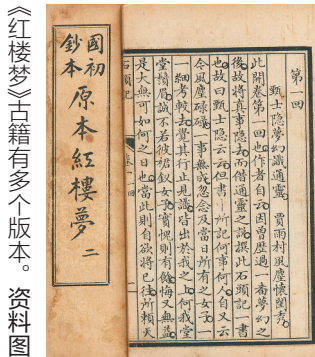 第一回
甄士隱夢幻識通靈　賈雨村風塵懷閨秀
此開卷第一回也作者自云因曾歷過一番夢幻之
後故將真事隱去而借通靈之說撰此石頭記一書
也故曰甄士隱云云但書中所記何事何人自又云
今風塵碌碌一事無成忽念及當日所有之女子一
一細考較去覺其行止見識皆出於我之上何我堂
堂鬚眉誠不若彼裙釵女子實愧則有餘悔又無益
是大無可如何之日也當此則自欲將已往所賴天
石頭記　卷一
國初
鈔本
原本紅樓夢
二
《红楼梦》古籍有多个版本。 资料图